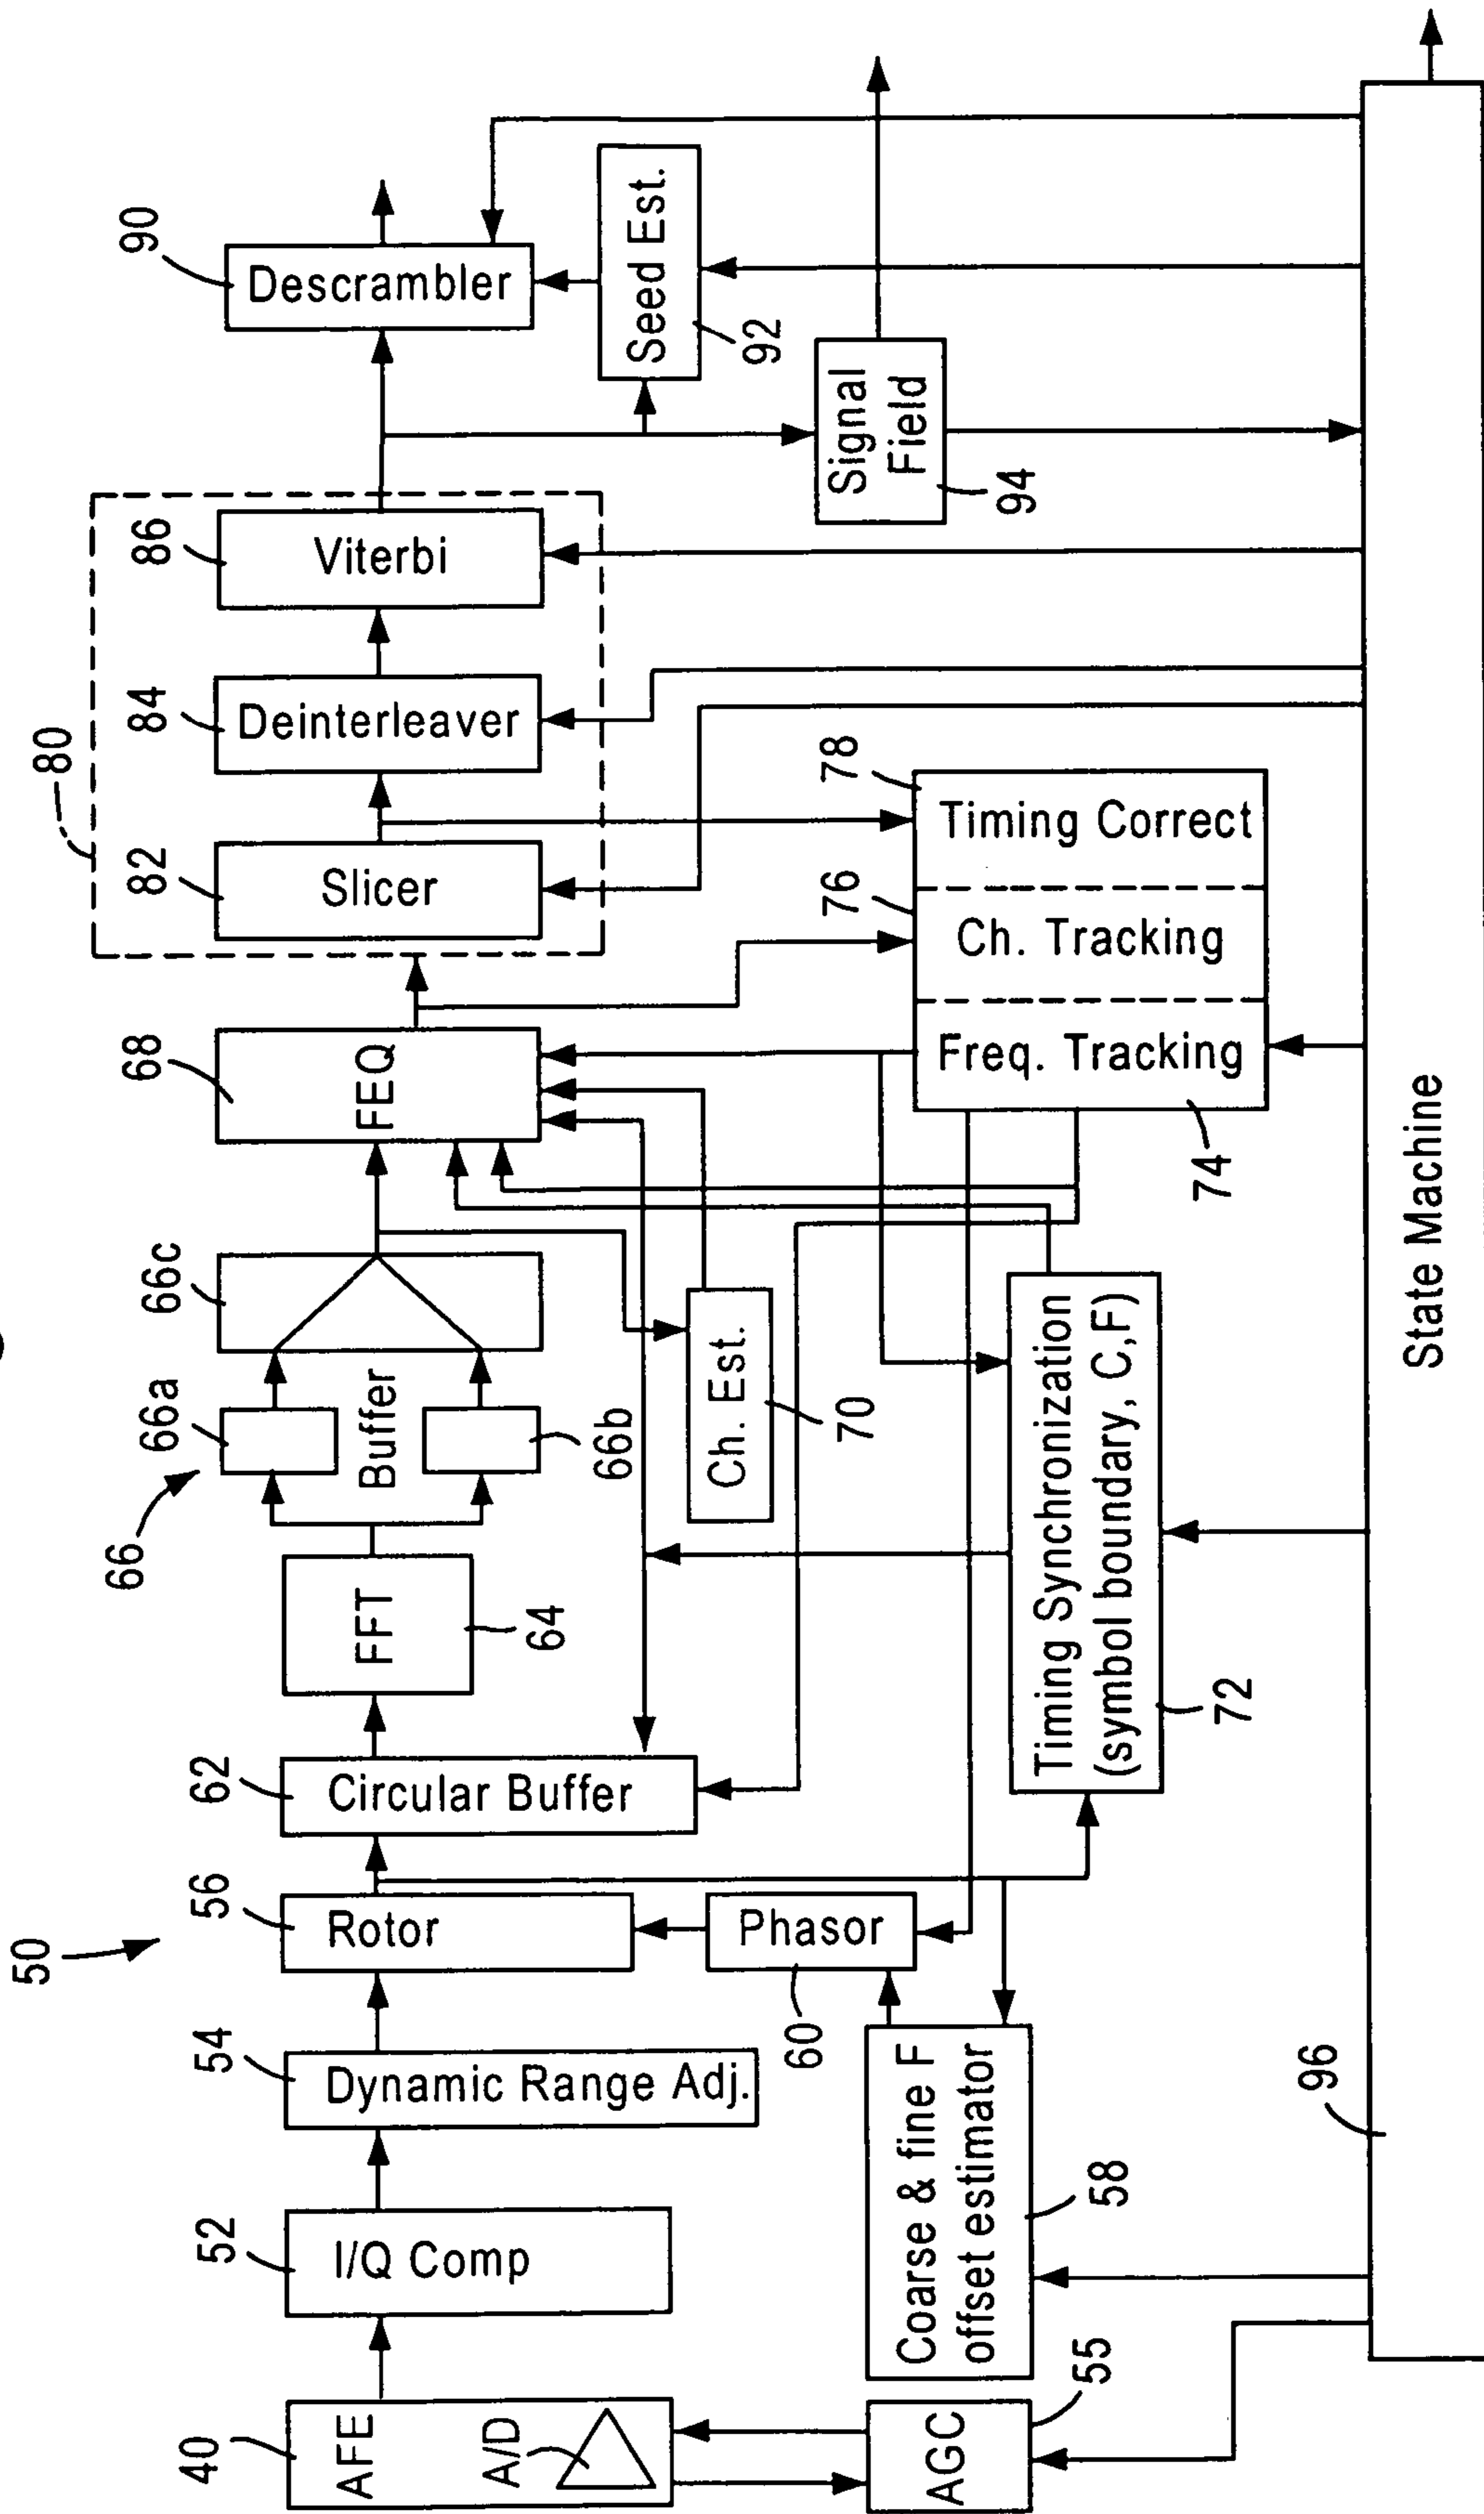 50
40
AFE
A/D
52
I/Q Comp
54
Dynamic Range Adj.
56
Rotor
62
Circular Buffer
FFT
64
66
66a
Buffer
66b
66c
68
FEQ
80
82
Slicer
84
Deinterleaver
86
Viterbi
90
Descrambler
Seed Est.
92
Signal
Field
94
AGC
55
Coarse & fine F
offset estimator
58
Phasor
60
Ch. Est.
70
Timing Synchronization
(symbol boundary, C,F)
72
Freq. Tracking
74
Ch. Tracking
76
Timing Correct
78
96
State Machine